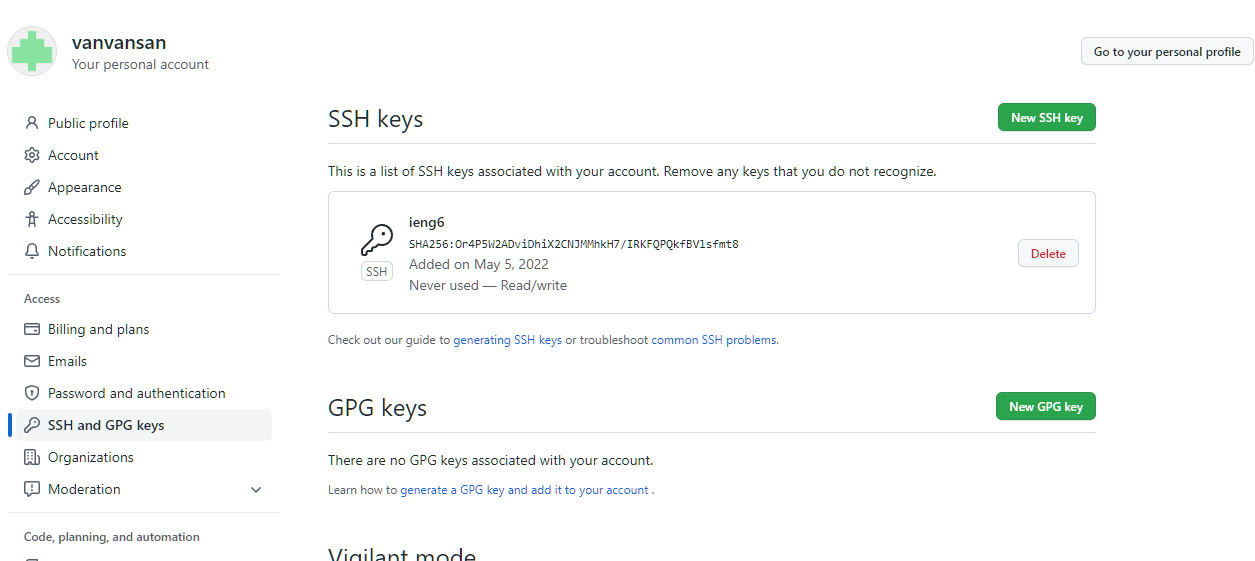 vanvansan
Your personal account
Go to your personal profile
Public profile
Account
Appearance
Accessibility
Notifications
Access
Billing and plans
Emails
Password and authentication
SSH and GPG keys
Organizations
Moderation
Code, planning, and automation
SSH keys
New SSH key
This is a list of SSH keys associated with your account. Remove any keys that you do not recognize.
ieng6
SHA256:Or4P5W2ADviDhiX2CNJMMhkH7/IRKFQPQkfBVlsfmt8
SSH
Added on May 5, 2022
Never used — Read/write
Delete
Check out our guide to generating SSH keys or troubleshoot common SSH problems.
GPG keys
New GPG key
There are no GPG keys associated with your account.
Learn how to generate a GPG key and add it to your account .
Vigilant mode